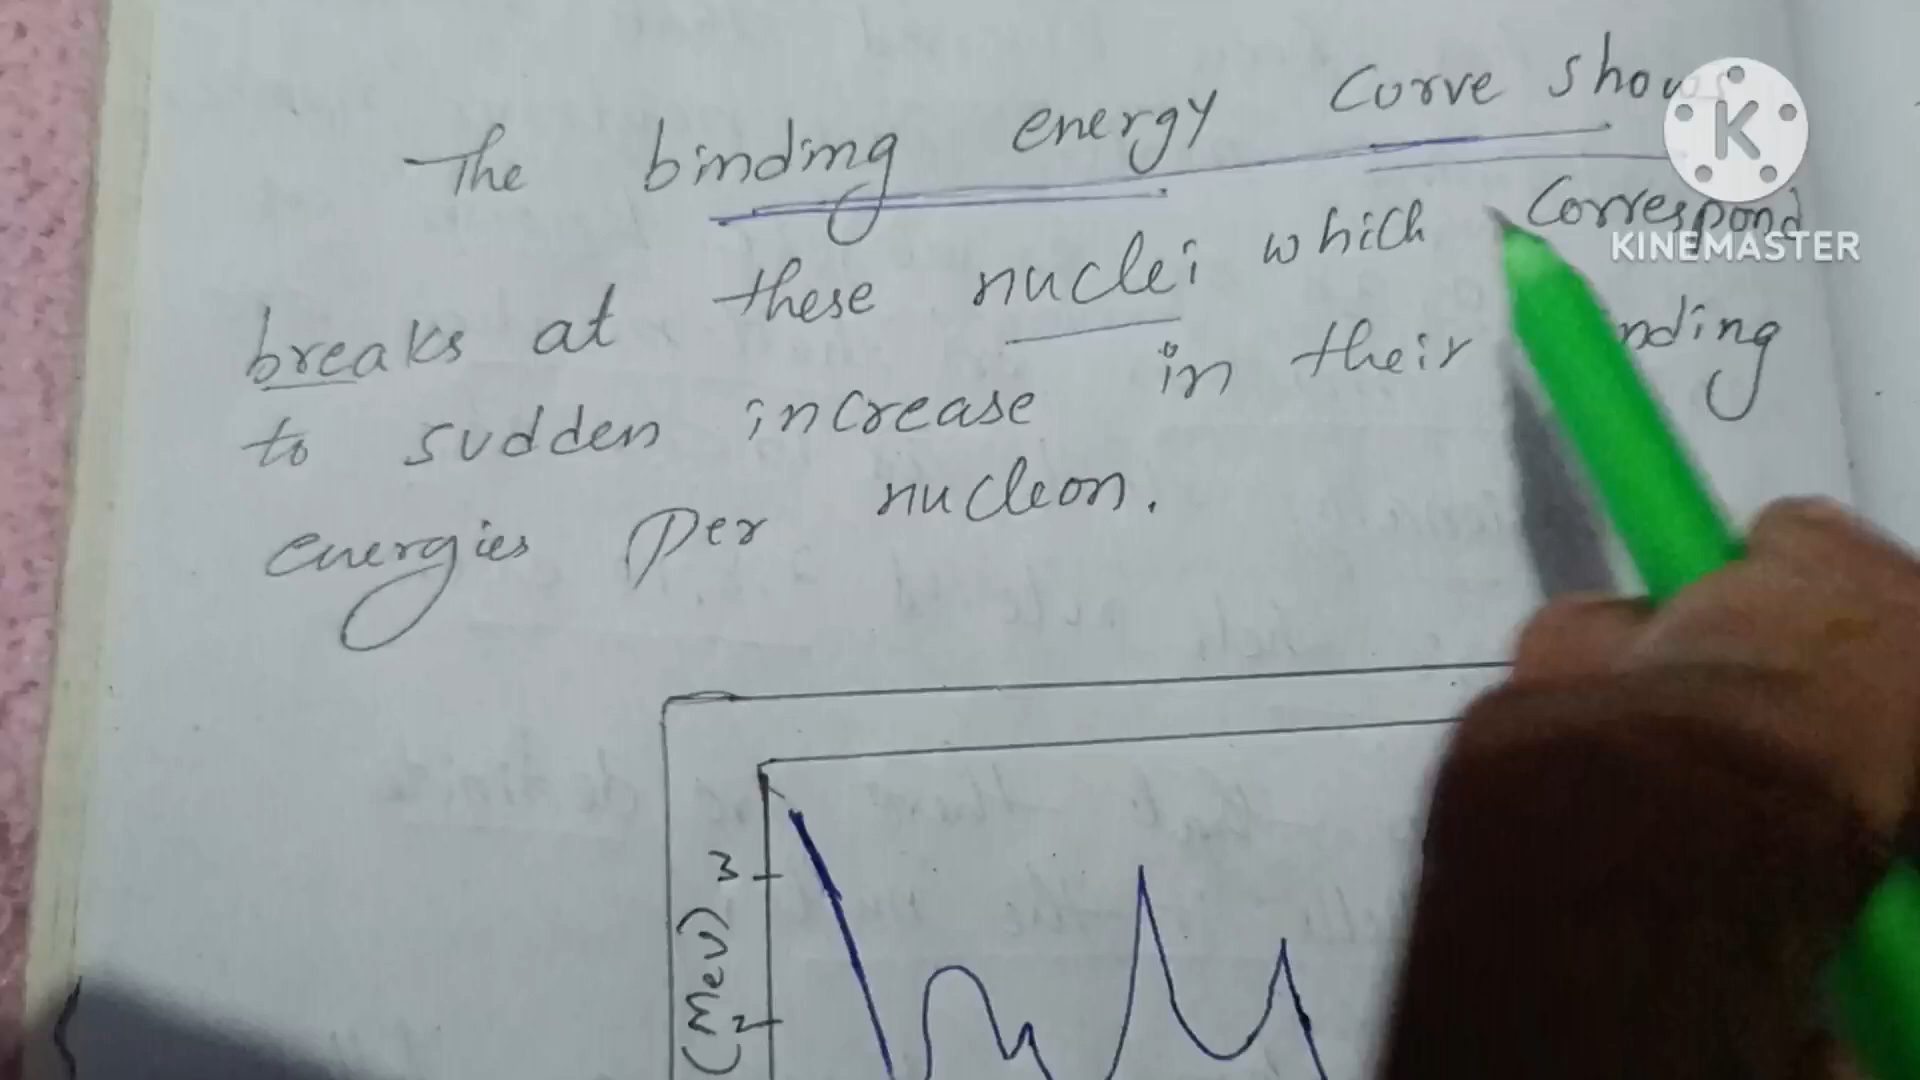 The binding energy curve shows
breaks at these nuclei which correspond
to sudden increase in their nding
energies per nucleon.
K
KINEMASTER
3
2
(Mev)